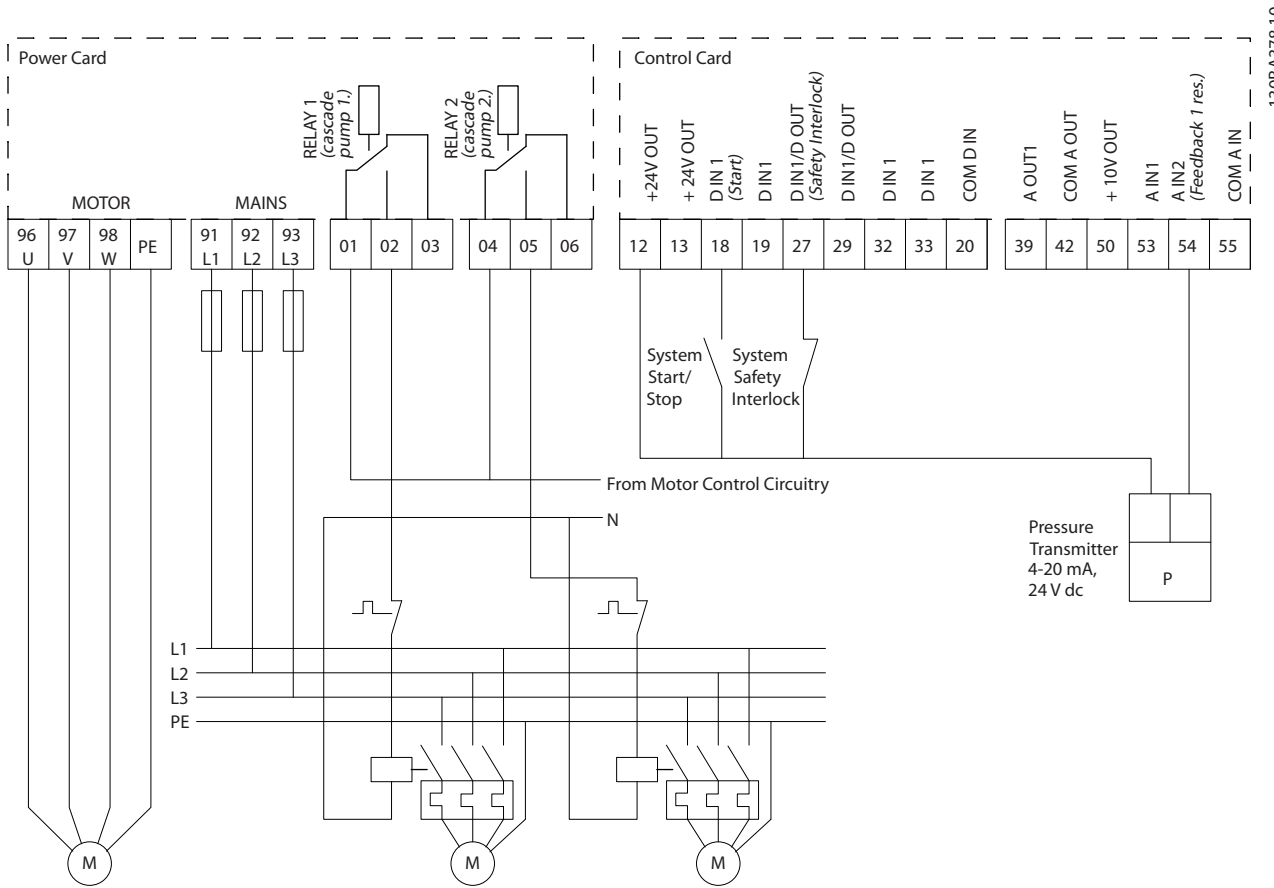 130BA378.10
Power Card
Control Card
RELAY 1
(cascade
pump 1.)
RELAY 2
(cascade
pump 2.)
+24V OUT
+ 24V OUT
D IN 1
(Start)
D IN1
D IN1/D OUT
(Safety Interlock)
D IN1/D OUT
D IN 1
D IN 1
COM D IN
A OUT1
COM A OUT
+ 10V OUT
A IN1
A IN2
(Feedback 1 res.)
COM A IN
MOTOR
MAINS
96 97 98 PE
U V W
91 92 93
L1 L2 L3
01 02 03
04 05 06
12 13 18 19 27 29 32 33 20
39 42 50 53 54 55
System
Start/
Stop
System
Safety
Interlock
From Motor Control Circuitry
N
Pressure
Transmitter
4-20 mA,
24 V dc
P
L1
L2
L3
PE
M
M
M